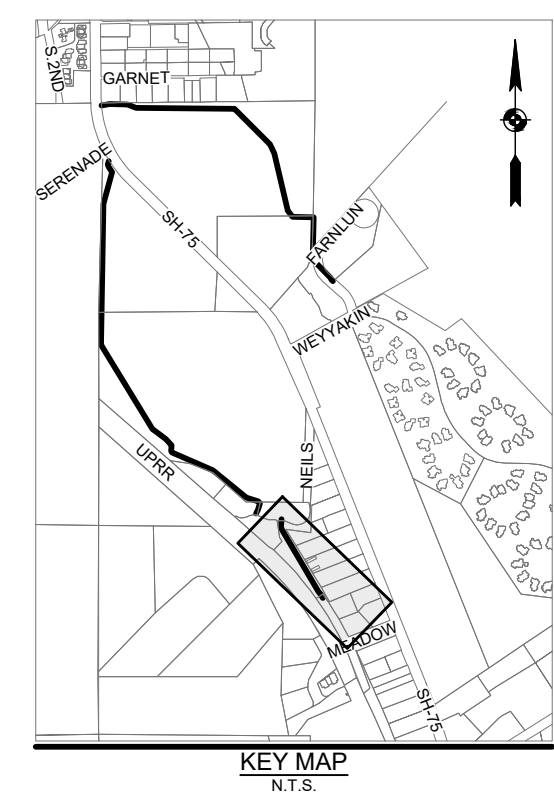 S. 2ND
GARNET
SERENADE
SH-75
FARNLUN
WEYYAKIN
UPRR
NEILS
MEADOW
SH-75
KEY MAP
N.T.S.